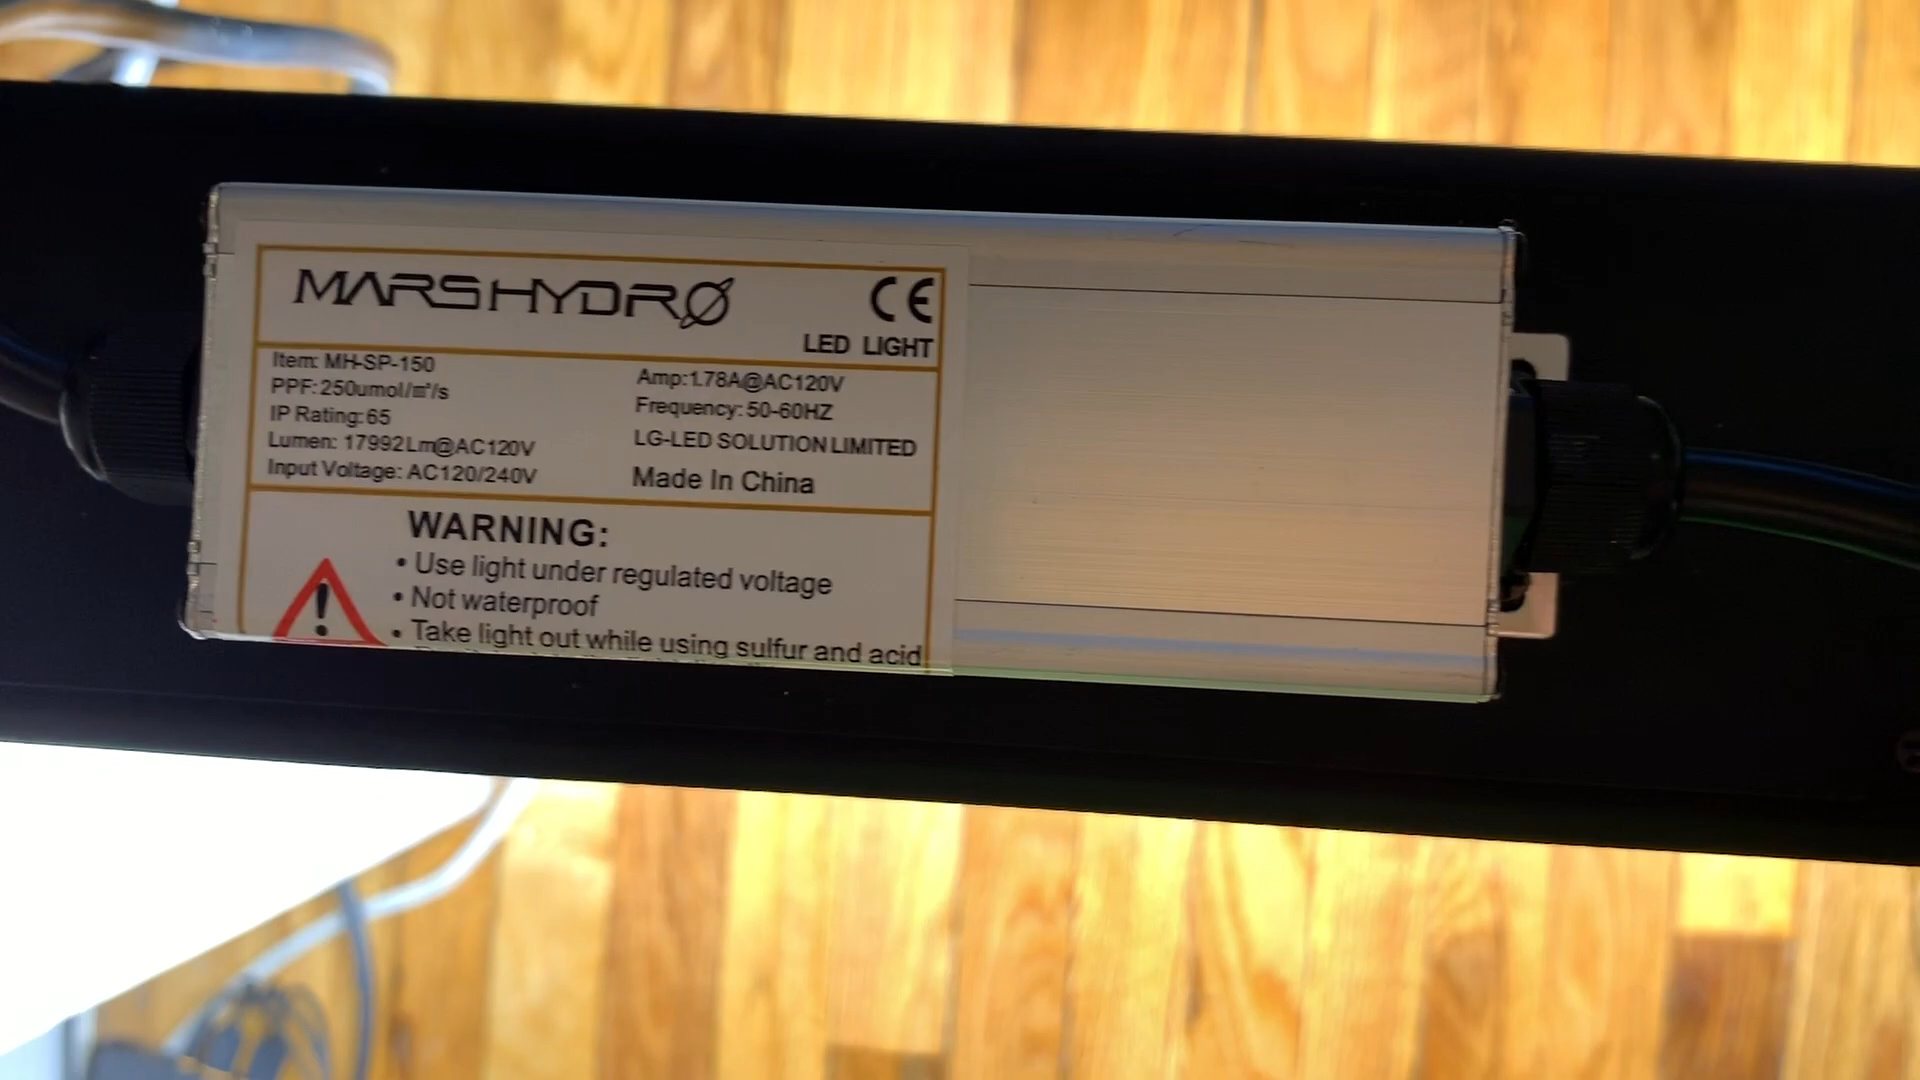 MARS HYDRO
CE
LED LIGHT
Item: MH-SP-150
PPF: 250umol/㎡/s
IP Rating: 65
Lumen: 17992Lm@AC120V
Input Voltage: AC120/240V
Amp:1.78A@AC120V
Frequency: 50-60HZ
LG-LED SOLUTION LIMITED
Made In China
WARNING:
• Use light under regulated voltage
• Not waterproof
• Take light out while using sulfur and acid